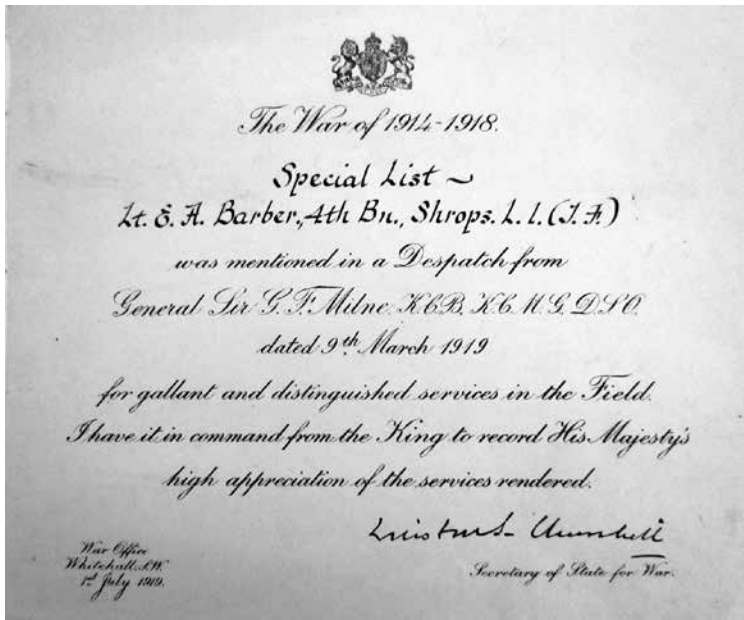 The War of 1914-1918.
Special List ~
Lt. E. A. Barber., 4th Bn., Shrops. L. I. (T. F.)
was mentioned in a Despatch from
General Sir G. F. Milne, K.C.B. K.C.M.G. D.S.O.
dated 9th March 1919
for gallant and distinguished services in the Field.
I have it in command from the King to record His Majesty's
high appreciation of the services rendered.
Winston S. Churchill
War Office
Whitehall. S.W.
1st July 1919.
Secretary of State for War.